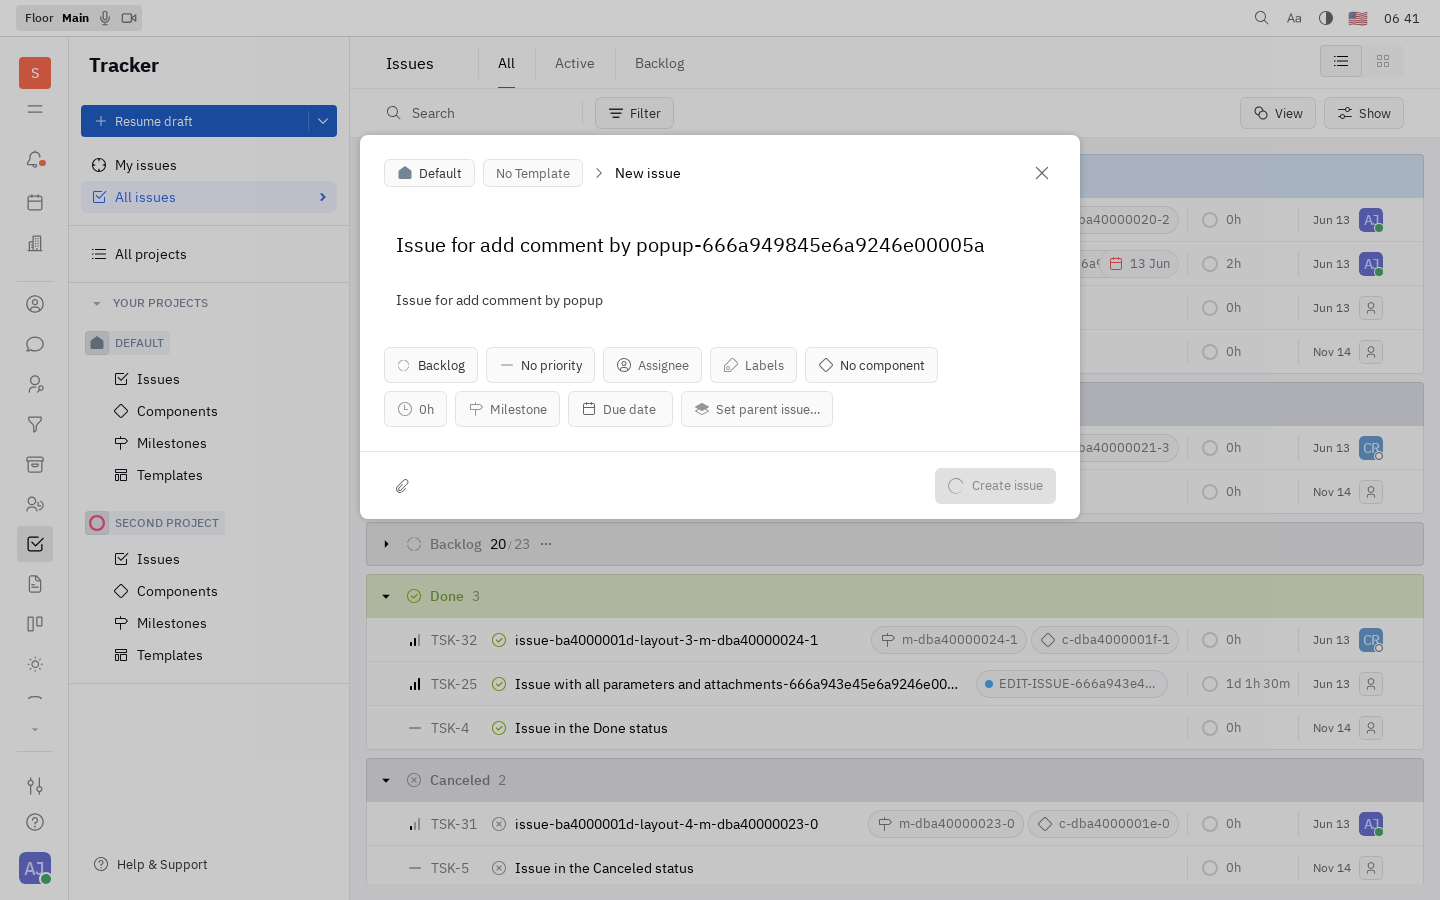 Floor Main
Aa
06 41
S
Tracker
Resume draft
My issues
All issues
All projects
YOUR PROJECTS
DEFAULT
Issues
Components
Milestones
Templates
SECOND PROJECT
Issues
Components
Milestones
Templates
Help & Support
AJ
Issues
All
Active
Backlog
Search
Filter
View
Show
Default
No Template
New issue
Issue for add comment by popup-666a949845e6a9246e00005a
Issue for add comment by popup
Backlog
No priority
Assignee
Labels
No component
0h
Milestone
Due date
Set parent issue...
Create issue
ba40000020-2 0h Jun 13 AJ
13 Jun 2h Jun 13 AJ
0h Jun 13
0h Nov 14
ba40000021-3 0h Jun 13 CR
0h Nov 14
Backlog 20/23 ...
Done 3
TSK-32 issue-ba4000001d-layout-3-m-dba40000024-1 m-dba40000024-1 c-dba4000001f-1 0h Jun 13 CR
TSK-25 Issue with all parameters and attachments-666a943e45e6a9246e00... EDIT-ISSUE-666a943e4... 1d 1h 30m Jun 13
TSK-4 Issue in the Done status 0h Nov 14
Canceled 2
TSK-31 issue-ba4000001d-layout-4-m-dba40000023-0 m-dba40000023-0 c-dba4000001e-0 0h Jun 13 AJ
TSK-5 Issue in the Canceled status 0h Nov 14